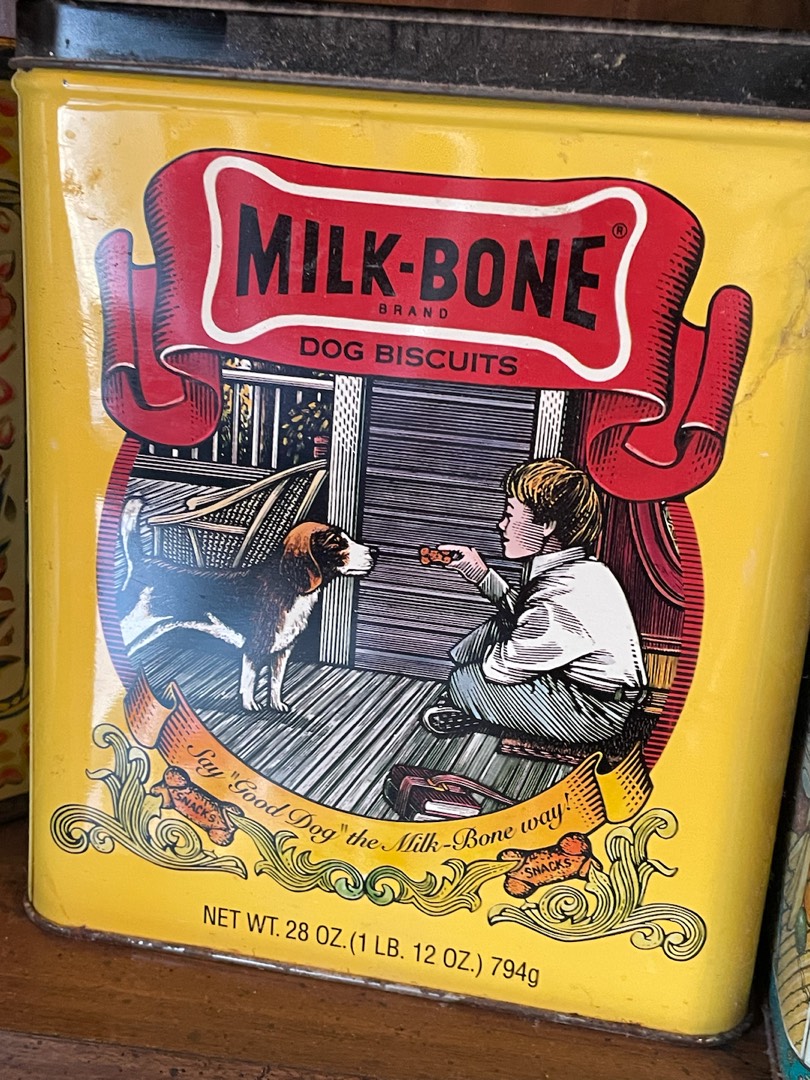 MILK-BONE®
BRAND
DOG BISCUITS
Say "Good Dog" the Milk-Bone way!
SNACKS
SNACKS
NET WT. 28 OZ. (1 LB. 12 OZ.) 794g